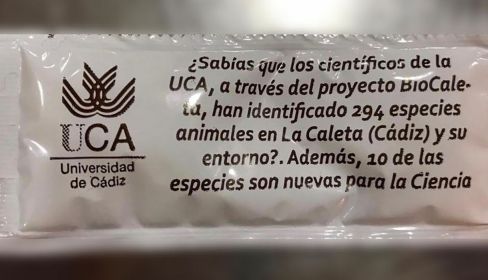 UCA
Universidad
de Cádiz
¿Sabías que los científicos de la
UCA, a través del proyecto BioCale-
ta, han identificado 294 especies
animales en La Caleta (Cádiz) y su
entorno?. Además, 10 de las
especies son nuevas para la Ciencia